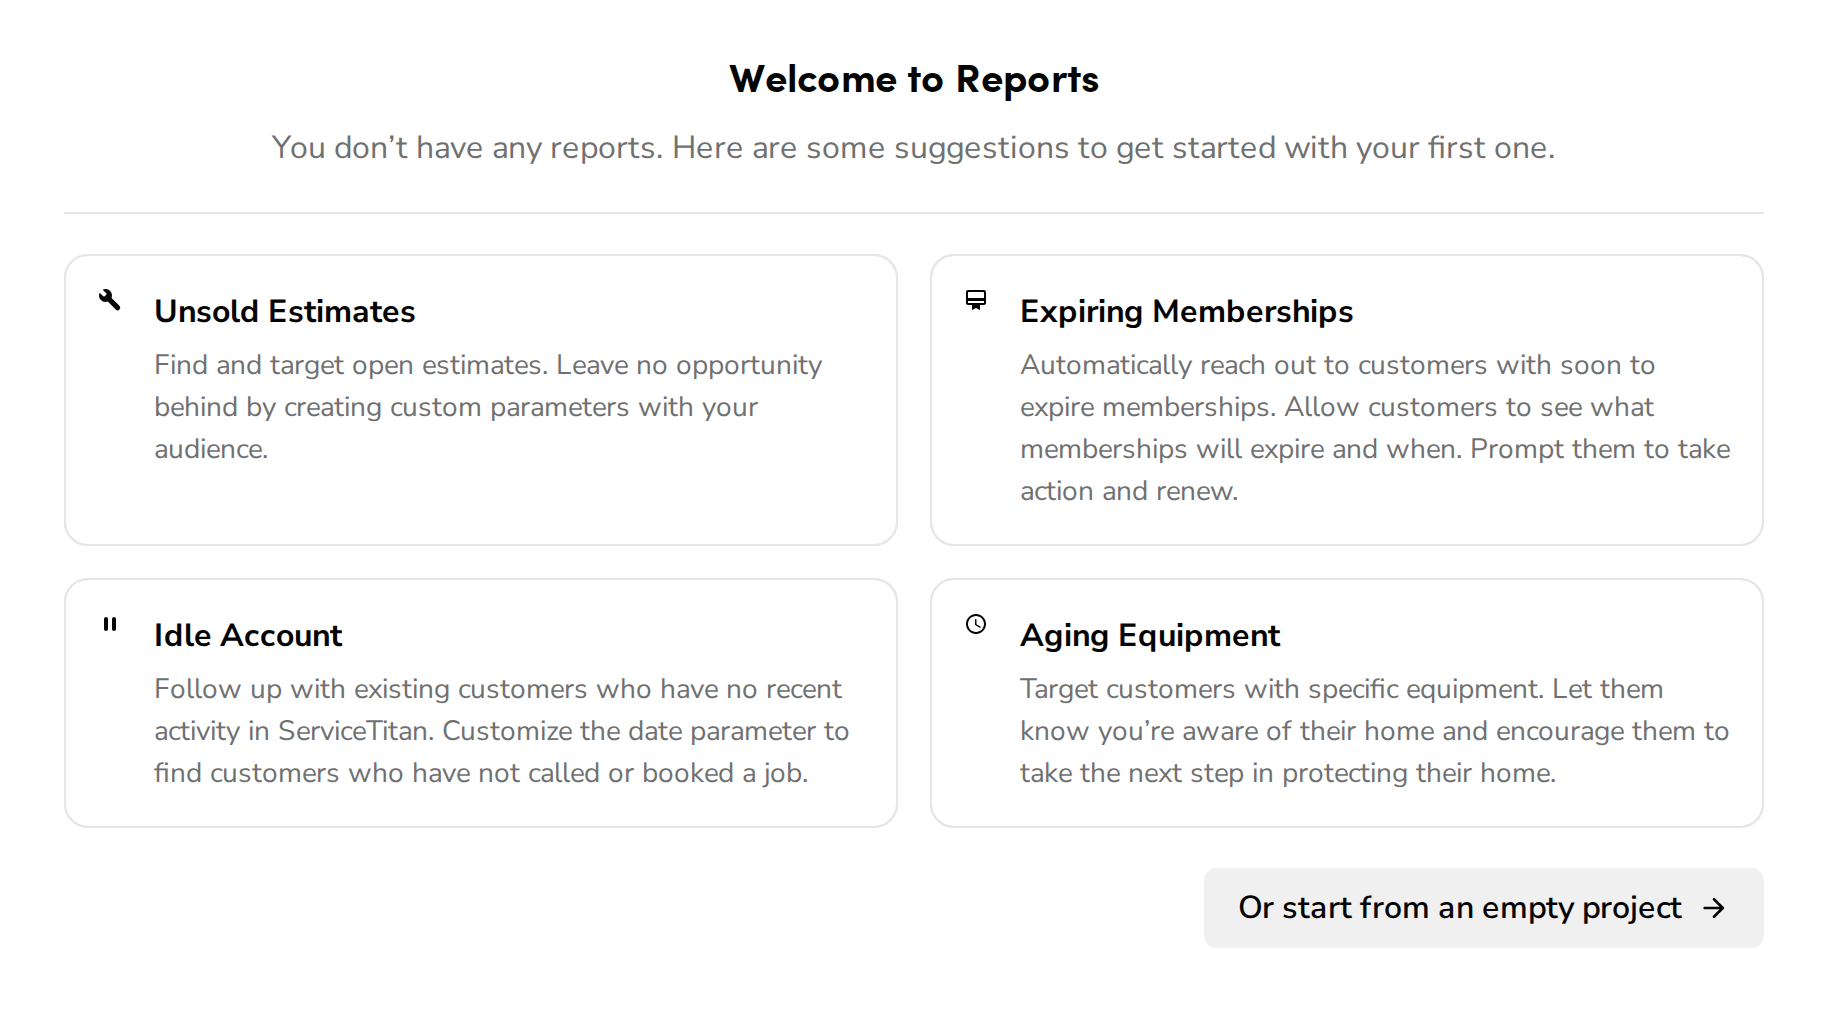 Welcome to Reports
You don’t have any reports. Here are some suggestions to get started with your first one.
Unsold Estimates
Find and target open estimates. Leave no opportunity
behind by creating custom parameters with your
audience.
Expiring Memberships
Automatically reach out to customers with soon to
expire memberships. Allow customers to see what
memberships will expire and when. Prompt them to take
action and renew.
Idle Account
Follow up with existing customers who have no recent
activity in ServiceTitan. Customize the date parameter to
find customers who have not called or booked a job.
Aging Equipment
Target customers with specific equipment. Let them
know you’re aware of their home and encourage them to
take the next step in protecting their home.
Or start from an empty project